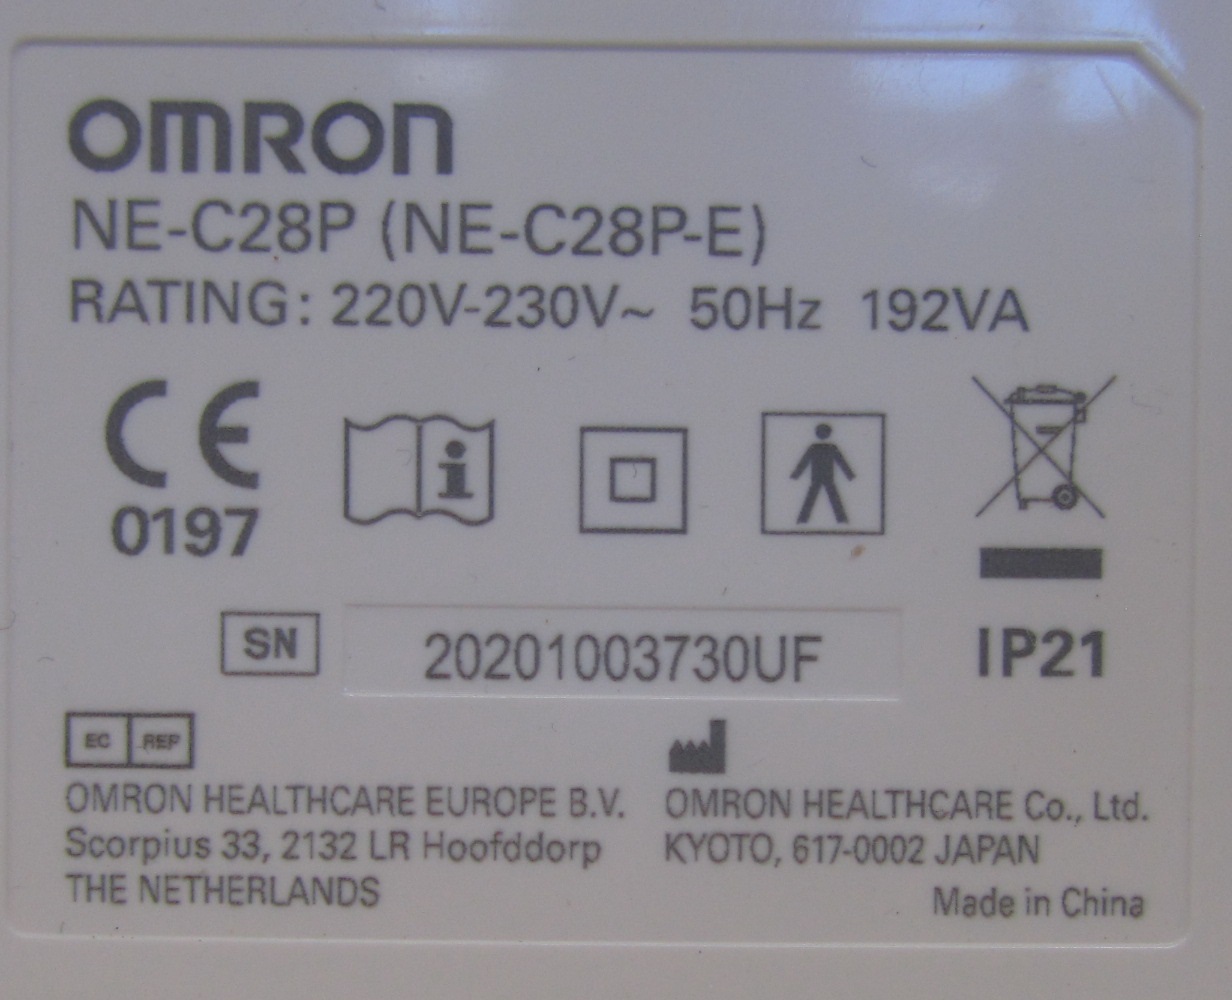 OMRON
NE-C28P (NE-C28P-E)
RATING: 220V-230V~ 50Hz 192VA
CE
0197
SN 20201003730UF
IP21
EC REP
OMRON HEALTHCARE EUROPE B.V.
Scorpius 33, 2132 LR Hoofddorp
THE NETHERLANDS
OMRON HEALTHCARE Co., Ltd.
KYOTO, 617-0002 JAPAN
Made in China